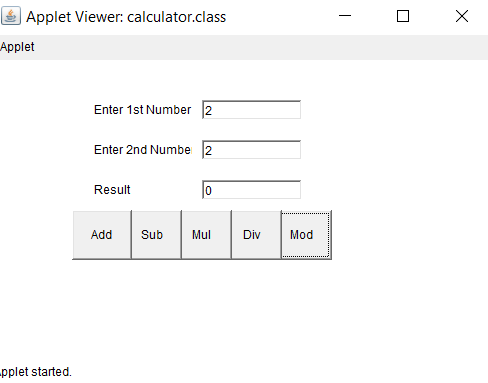 Applet Viewer: calculator.class
Applet
Enter 1st Number 2
Enter 2nd Numbe 2
Result 0
Add Sub Mul Div Mod
Applet started.